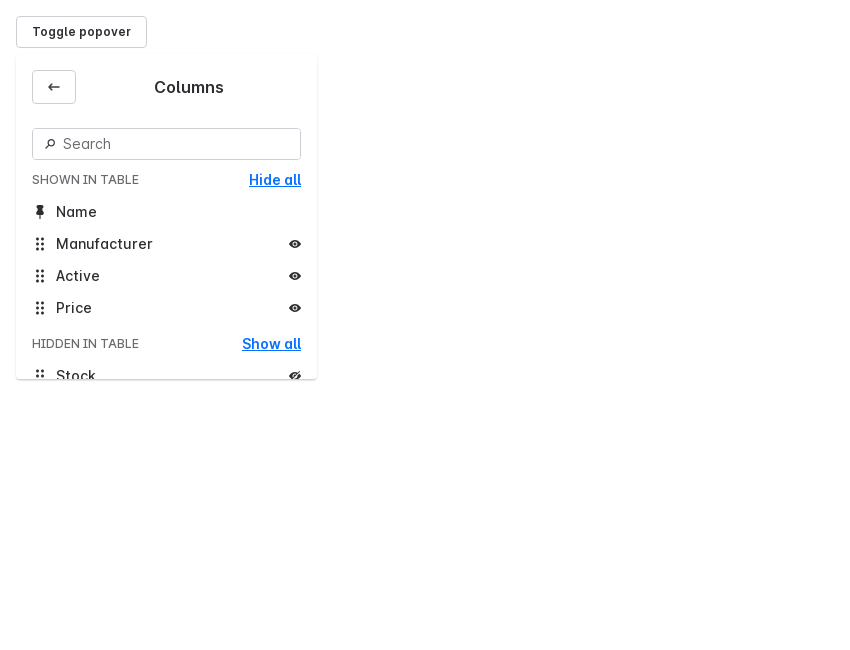 Toggle popover
Columns
Search
SHOWN IN TABLE Hide all
Name
Manufacturer
Active
Price
HIDDEN IN TABLE Show all
Stock